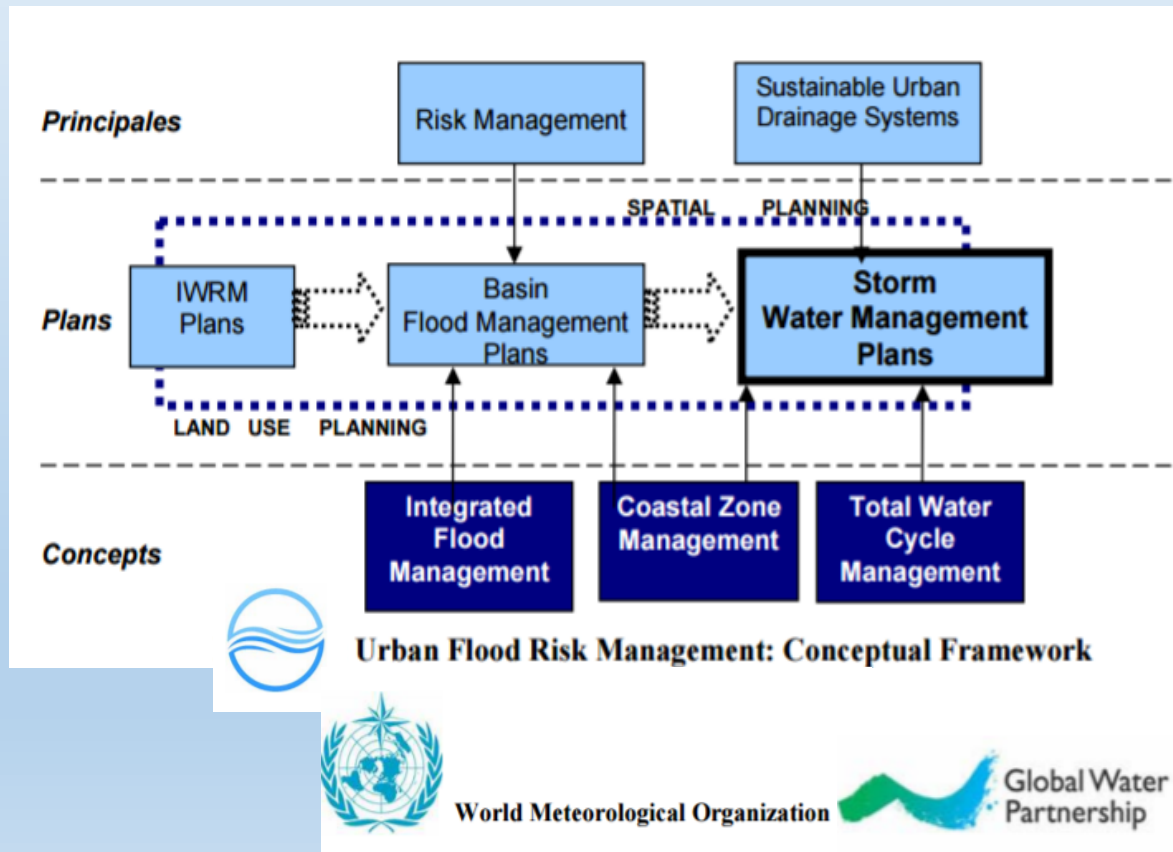 Principales
Risk Management
Sustainable Urban
Drainage Systems
SPATIAL PLANNING
Plans
IWRM
Plans
Basin
Flood Management
Plans
Storm
Water Management
Plans
LAND USE PLANNING
Concepts
Integrated
Flood
Management
Coastal Zone
Management
Total Water
Cycle
Management
Urban Flood Risk Management: Conceptual Framework
World Meteorological Organization
Global Water
Partnership